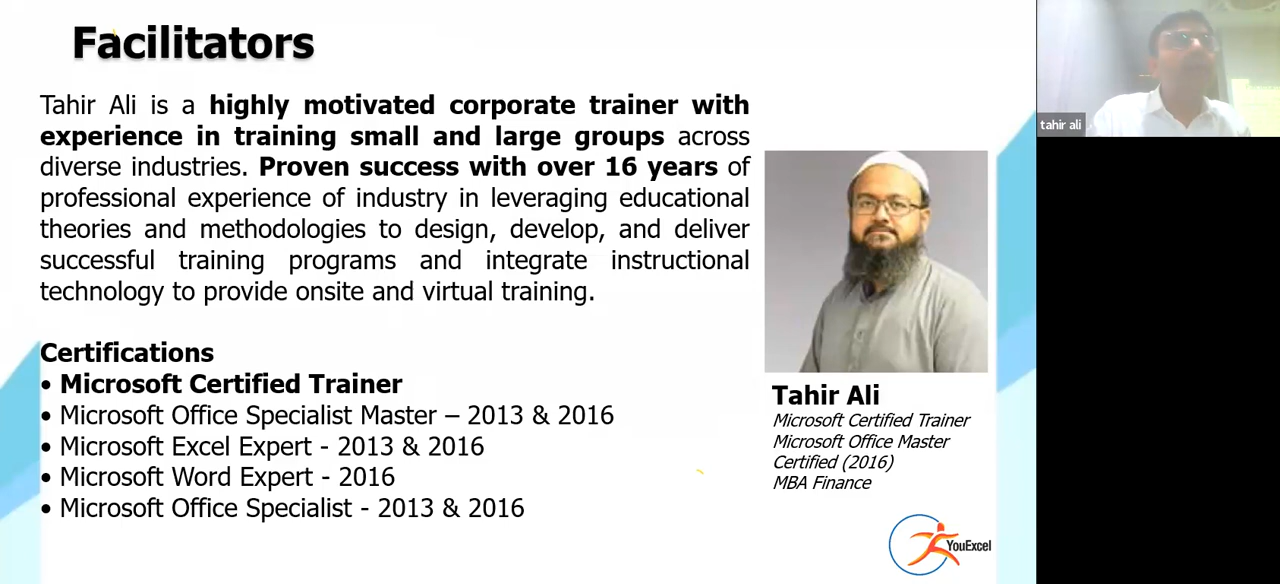 Facilitators
Tahir Ali is a highly motivated corporate trainer with
experience in training small and large groups across
diverse industries. Proven success with over 16 years of
professional experience of industry in leveraging educational
theories and methodologies to design, develop, and deliver
successful training programs and integrate instructional
technology to provide onsite and virtual training.
Certifications
• Microsoft Certified Trainer
• Microsoft Office Specialist Master – 2013 & 2016
• Microsoft Excel Expert - 2013 & 2016
• Microsoft Word Expert - 2016
• Microsoft Office Specialist - 2013 & 2016
Tahir Ali
Microsoft Certified Trainer
Microsoft Office Master
Certified (2016)
MBA Finance
YouExcel
tahir ali